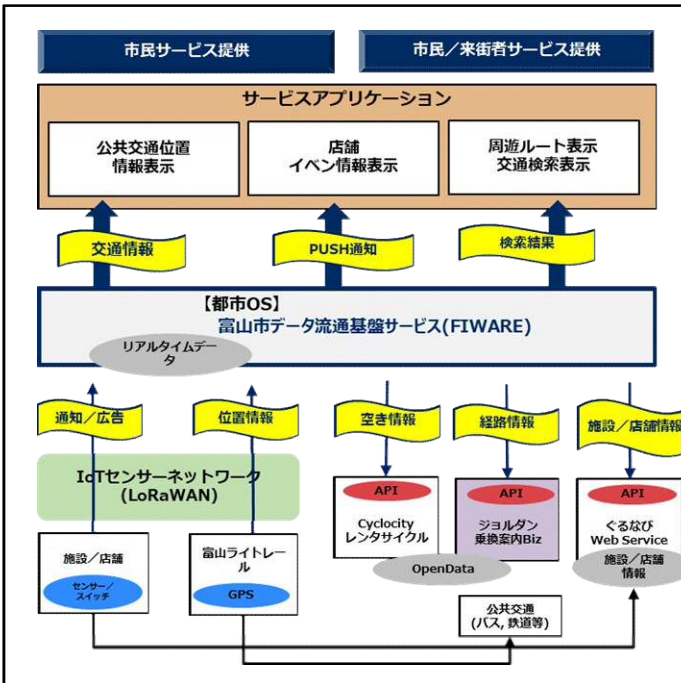 市民サービス提供
市民／来街者サービス提供
サービスアプリケーション
公共交通位置
情報表示
店舗
イベン情報表示
周遊ルート表示
交通検索表示
交通情報
PUSH通知
検索結果
【都市OS】
富山市データ流通基盤サービス(FIWARE)
リアルタイムデー
タ
通知／広告
位置情報
空き情報
経路情報
施設／店舗情報
IoTセンサーネットワーク
(LoRaWAN)
API
API
API
Cyclocity
レンタサイクル
ジョルダン
乗換案内Biz
ぐるなび
Web Service
施設／店舗
センサー／
スイッチ
富山ライトレー
ル
GPS
OpenData
施設／店舗
情報
公共交通
(バス, 鉄道等)